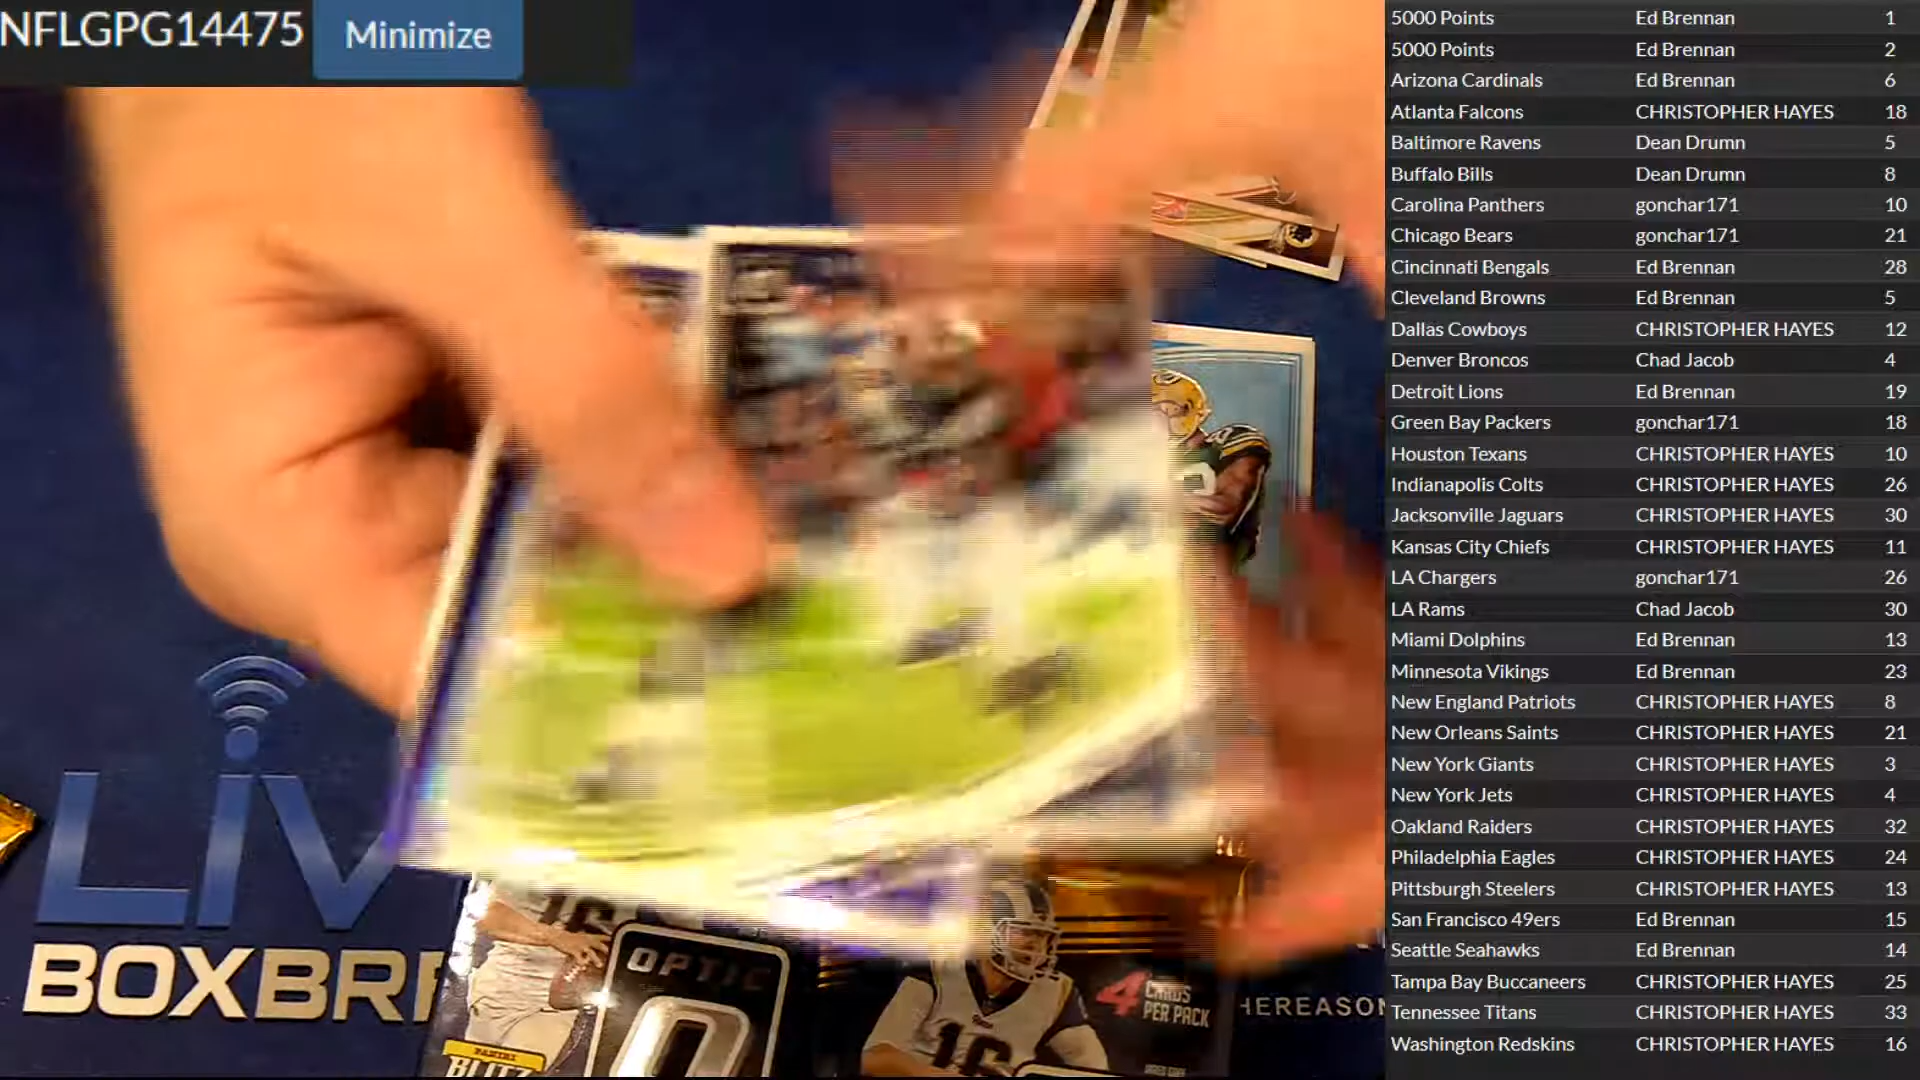 NFLGPG14475 Minimize
5000 Points Ed Brennan 1
5000 Points Ed Brennan 2
Arizona Cardinals Ed Brennan 6
Atlanta Falcons CHRISTOPHER HAYES 18
Baltimore Ravens Dean Drumn 5
Buffalo Bills Dean Drumn 8
Carolina Panthers gonchar171 10
Chicago Bears gonchar171 21
Cincinnati Bengals Ed Brennan 28
Cleveland Browns Ed Brennan 5
Dallas Cowboys CHRISTOPHER HAYES 12
Denver Broncos Chad Jacob 4
Detroit Lions Ed Brennan 19
Green Bay Packers gonchar171 18
Houston Texans CHRISTOPHER HAYES 10
Indianapolis Colts CHRISTOPHER HAYES 26
Jacksonville Jaguars CHRISTOPHER HAYES 30
Kansas City Chiefs CHRISTOPHER HAYES 11
LA Chargers gonchar171 26
LA Rams Chad Jacob 30
Miami Dolphins Ed Brennan 13
Minnesota Vikings Ed Brennan 23
New England Patriots CHRISTOPHER HAYES 8
New Orleans Saints CHRISTOPHER HAYES 21
New York Giants CHRISTOPHER HAYES 3
New York Jets CHRISTOPHER HAYES 4
Oakland Raiders CHRISTOPHER HAYES 32
Philadelphia Eagles CHRISTOPHER HAYES 24
Pittsburgh Steelers CHRISTOPHER HAYES 13
San Francisco 49ers Ed Brennan 15
Seattle Seahawks Ed Brennan 14
Tampa Bay Buccaneers CHRISTOPHER HAYES 25
Tennessee Titans CHRISTOPHER HAYES 33
Washington Redskins CHRISTOPHER HAYES 16
LIV
BOXBR
OPTIC
4 CARDS
PER PACK
HEREASON
16
PANINI
BLITZ